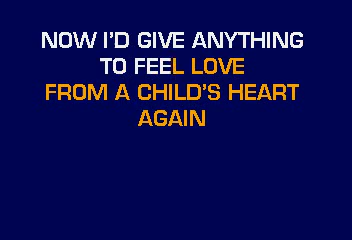 NOW I'D GIVE ANYTHING
TO FEEL LOVE
FROM A CHILD'S HEART
AGAIN